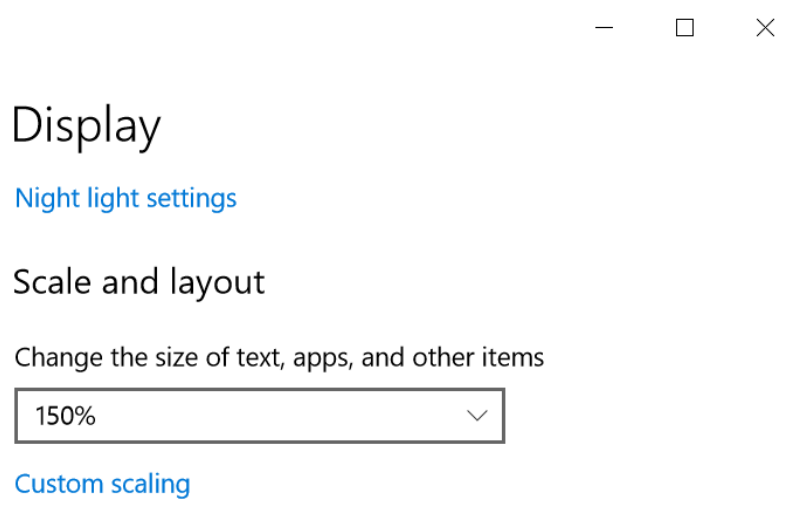 Display
Night light settings
Scale and layout
Change the size of text, apps, and other items
150%
Custom scaling